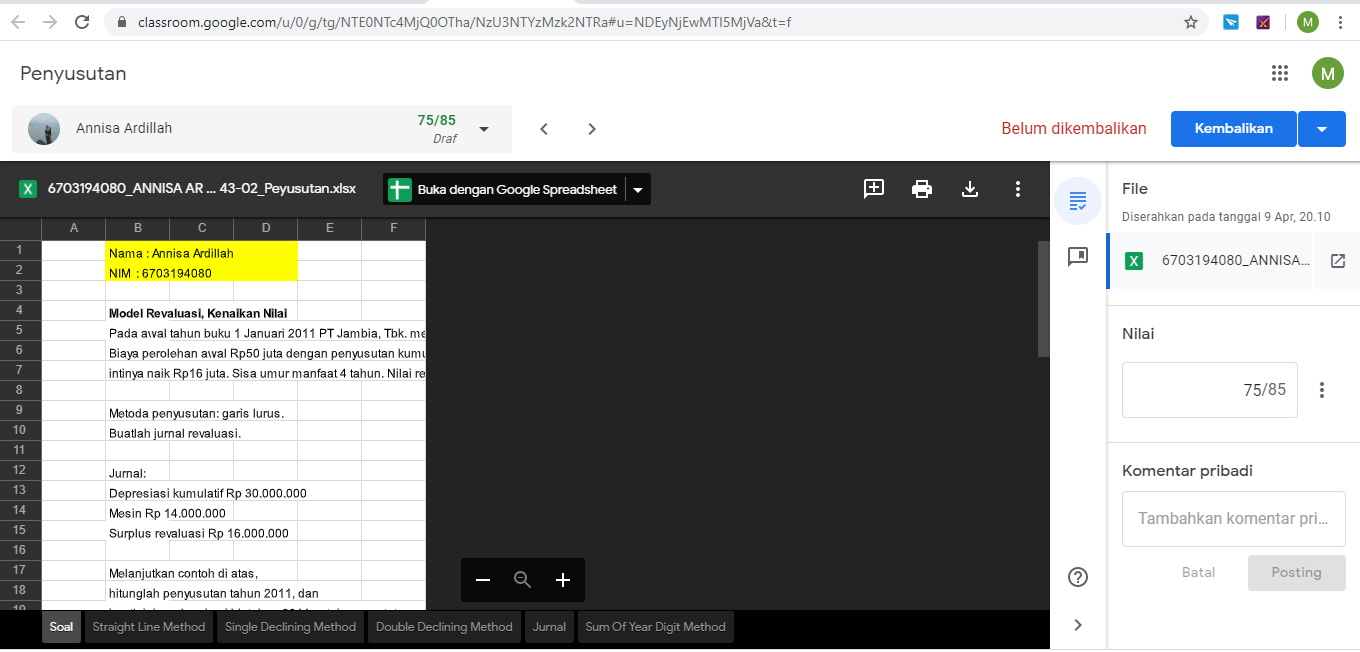 classroom.google.com/u/0/g/tg/NTE0NTc4MjQ0OTha/NzU3NTYzMzk2NTRa#u=NDEyNjEwMTI5MjVa&t=f
M
Penyusutan
M
Annisa Ardillah
75/85
Draf
Belum dikembalikan
Kembalikan
X 6703194080_ANNISA AR ... 43-02_Peyusutan.xlsx
Buka dengan Google Spreadsheet
File
Diserahkan pada tanggal 9 Apr, 20.10
X 6703194080_ANNISA...
Nilai
75/85
Komentar pribadi
Tambahkan komentar pri...
Batal
Posting
A B C D E F
1 Nama : Annisa Ardillah
2 NIM : 6703194080
3
4 Model Revaluasi, Kenaikan Nilai
5 Pada awal tahun buku 1 Januari 2011 PT Jambia, Tbk. me
6 Biaya perolehan awal Rp50 juta dengan penyusutan kumu
7 intinya naik Rp16 juta. Sisa umur manfaat 4 tahun. Nilai re
8
9 Metoda penyusutan: garis lurus.
10 Buatlah jurnal revaluasi.
11
12 Jurnal:
13 Depresiasi kumulatif Rp 30.000.000
14 Mesin Rp 14.000.000
15 Surplus revaluasi Rp 16.000.000
16
17 Melanjutkan contoh di atas,
18 hitunglah penyusutan tahun 2011, dan
Soal
Straight Line Method
Single Declining Method
Double Declining Method
Jurnal
Sum Of Year Digit Method